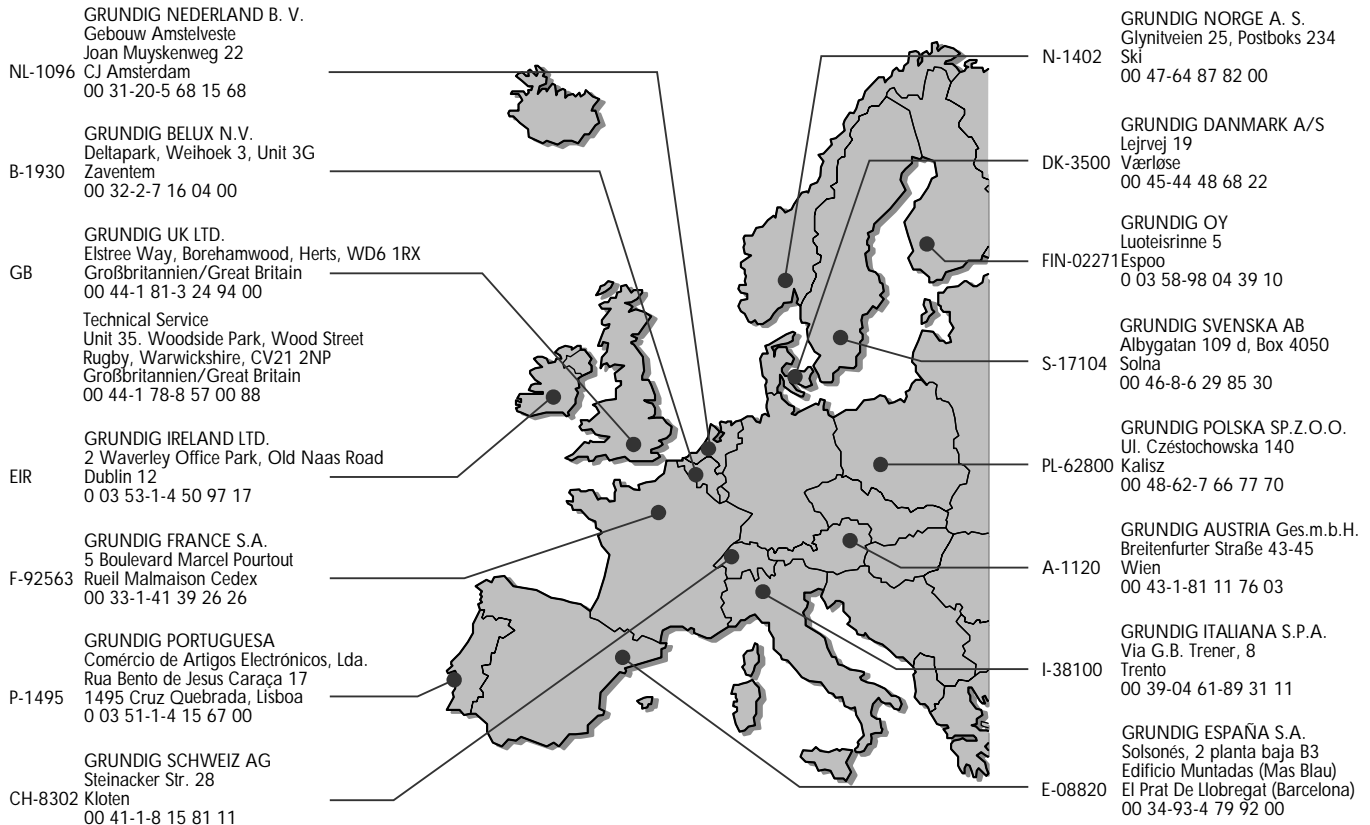 GRUNDIG NEDERLAND B. V.
Gebouw Amstelveste
Joan Muyskenweg 22
NL-1096 CJ Amsterdam
00 31-20-5 68 15 68
GRUNDIG BELUX N.V.
Deltapark, Weihoek 3, Unit 3G
B-1930 Zaventem
00 32-2-7 16 04 00
GRUNDIG UK LTD.
Elstree Way, Borehamwood, Herts, WD6 1RX
GB Großbritannien/Great Britain
00 44-1 81-3 24 94 00
Technical Service
Unit 35. Woodside Park, Wood Street
Rugby, Warwickshire, CV21 2NP
Großbritannien/Great Britain
00 44-1 78-8 57 00 88
GRUNDIG IRELAND LTD.
2 Waverley Office Park, Old Naas Road
EIR Dublin 12
0 03 53-1-4 50 97 17
GRUNDIG FRANCE S.A.
5 Boulevard Marcel Pourtout
F-92563 Rueil Malmaison Cedex
00 33-1-41 39 26 26
GRUNDIG PORTUGUESA
Comércio de Artigos Electrónicos, Lda.
Rua Bento de Jesus Caraça 17
P-1495 1495 Cruz Quebrada, Lisboa
0 03 51-1-4 15 67 00
GRUNDIG SCHWEIZ AG
Steinacker Str. 28
CH-8302 Kloten
00 41-1-8 15 81 11
GRUNDIG NORGE A. S.
Glynitveien 25, Postboks 234
N-1402 Ski
00 47-64 87 82 00
GRUNDIG DANMARK A/S
Lejrvej 19
DK-3500 Værløse
00 45-44 48 68 22
GRUNDIG OY
Luoteisrinne 5
FIN-02271 Espoo
0 03 58-98 04 39 10
GRUNDIG SVENSKA AB
Albygatan 109 d, Box 4050
S-17104 Solna
00 46-8-6 29 85 30
GRUNDIG POLSKA SP.Z.O.O.
Ul. Czéstochowska 140
PL-62800 Kalisz
00 48-62-7 66 77 70
GRUNDIG AUSTRIA Ges.m.b.H.
Breitenfurter Straße 43-45
A-1120 Wien
00 43-1-81 11 76 03
GRUNDIG ITALIANA S.P.A.
Via G.B. Trener, 8
I-38100 Trento
00 39-04 61-89 31 11
GRUNDIG ESPAÑA S.A.
Solsonés, 2 planta baja B3
Edificio Muntadas (Mas Blau)
E-08820 El Prat De Llobregat (Barcelona)
00 34-93-4 79 92 00